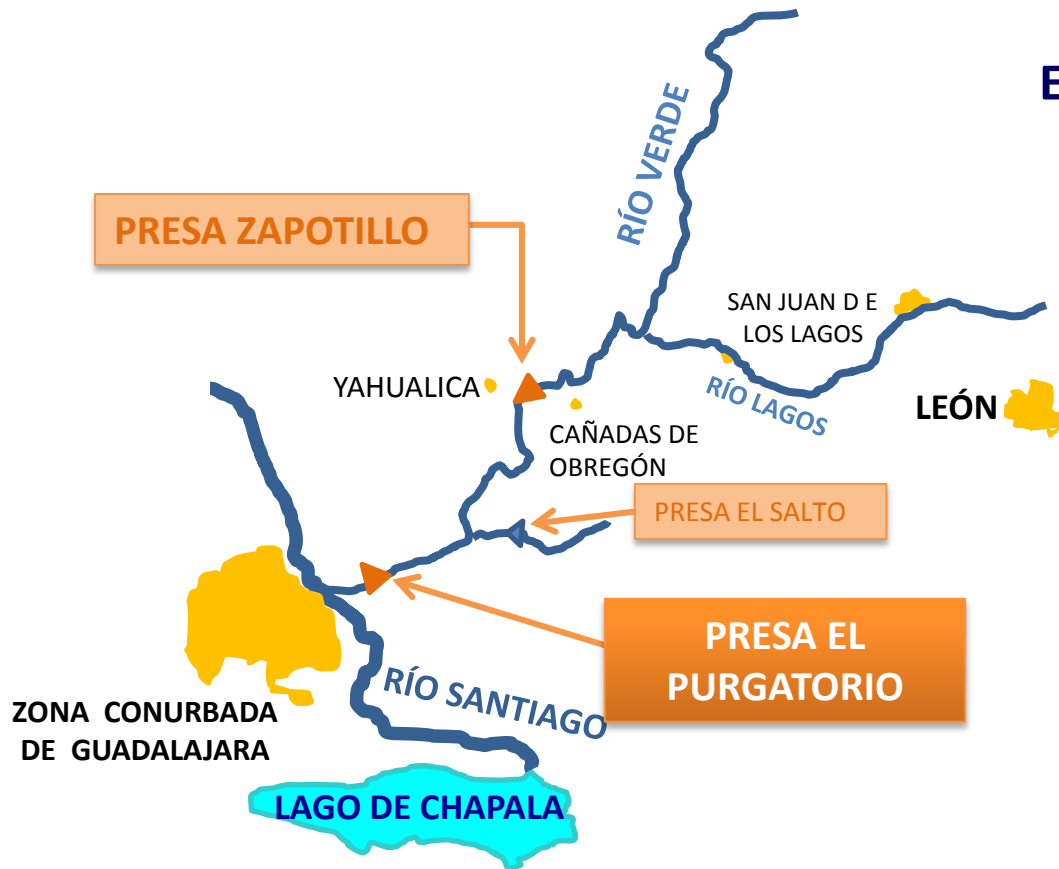 E
RÍO VERDE
PRESA ZAPOTILLO
SAN JUAN D E
LOS LAGOS
YAHUALICA
RÍO LAGOS
LEÓN
CAÑADAS DE
OBREGÓN
PRESA EL SALTO
PRESA EL
PURGATORIO
RÍO SANTIAGO
ZONA CONURBADA
DE GUADALAJARA
LAGO DE CHAPALA